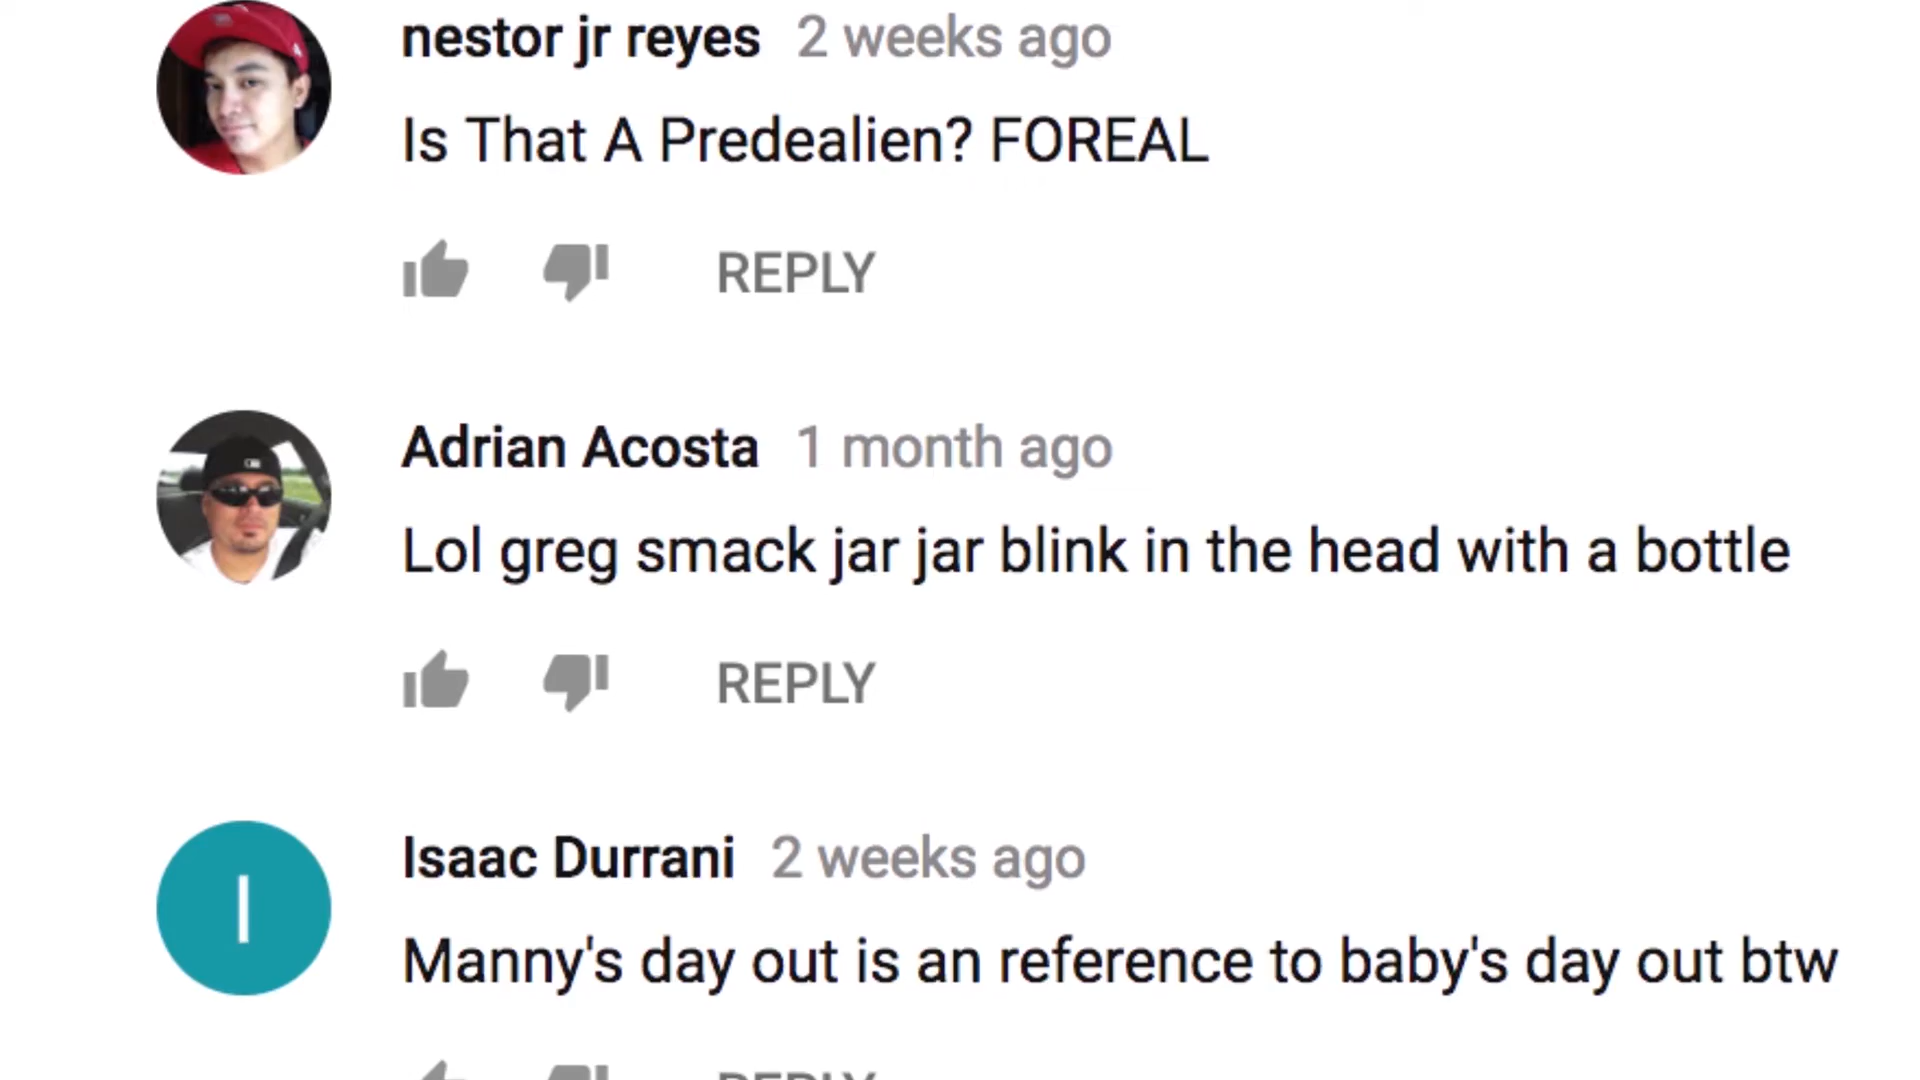 nestor jr reyes 2 weeks ago
Is That A Predealien? FOREAL
REPLY
Adrian Acosta 1 month ago
Lol greg smack jar jar blink in the head with a bottle
REPLY
I
Isaac Durrani 2 weeks ago
Manny's day out is an reference to baby's day out btw
REPLY